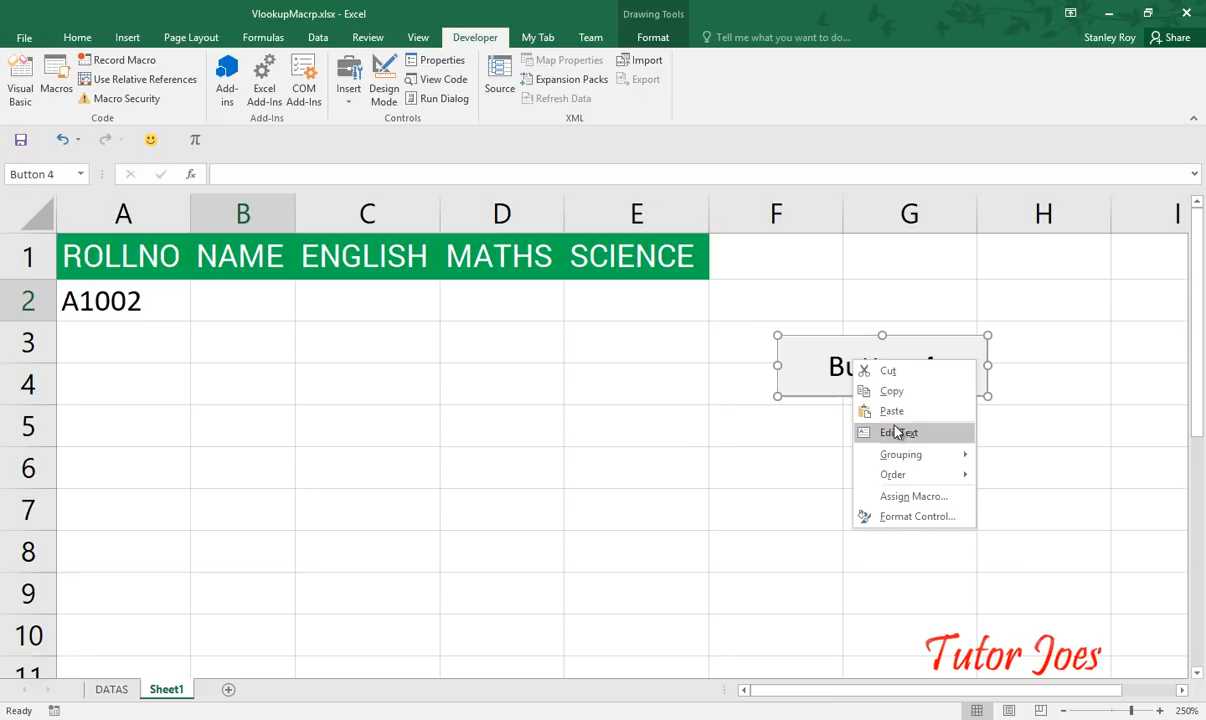 VlookupMacrp.xlsx - Excel
Drawing Tools
File Home Insert Page Layout Formulas Data Review View Developer My Tab Team Format Tell me what you want to do... Stanley Roy Share
Visual Basic
Macros
Record Macro
Use Relative References
Macro Security
Code
Add-ins
Excel Add-Ins
COM Add-Ins
Add-Ins
Insert
Design Mode
Properties
View Code
Run Dialog
Controls
Source
Map Properties
Expansion Packs
Refresh Data
Import
Export
XML
Button 4
fx
A B C D E F G H I
1 ROLLNO NAME ENGLISH MATHS SCIENCE
2 A1002
3
4
5
6
7
8
9
10
11
Cut
Copy
Paste
Edit Text
Grouping
Order
Assign Macro...
Format Control...
Tutor Joes
DATAS Sheet1
Ready
250%